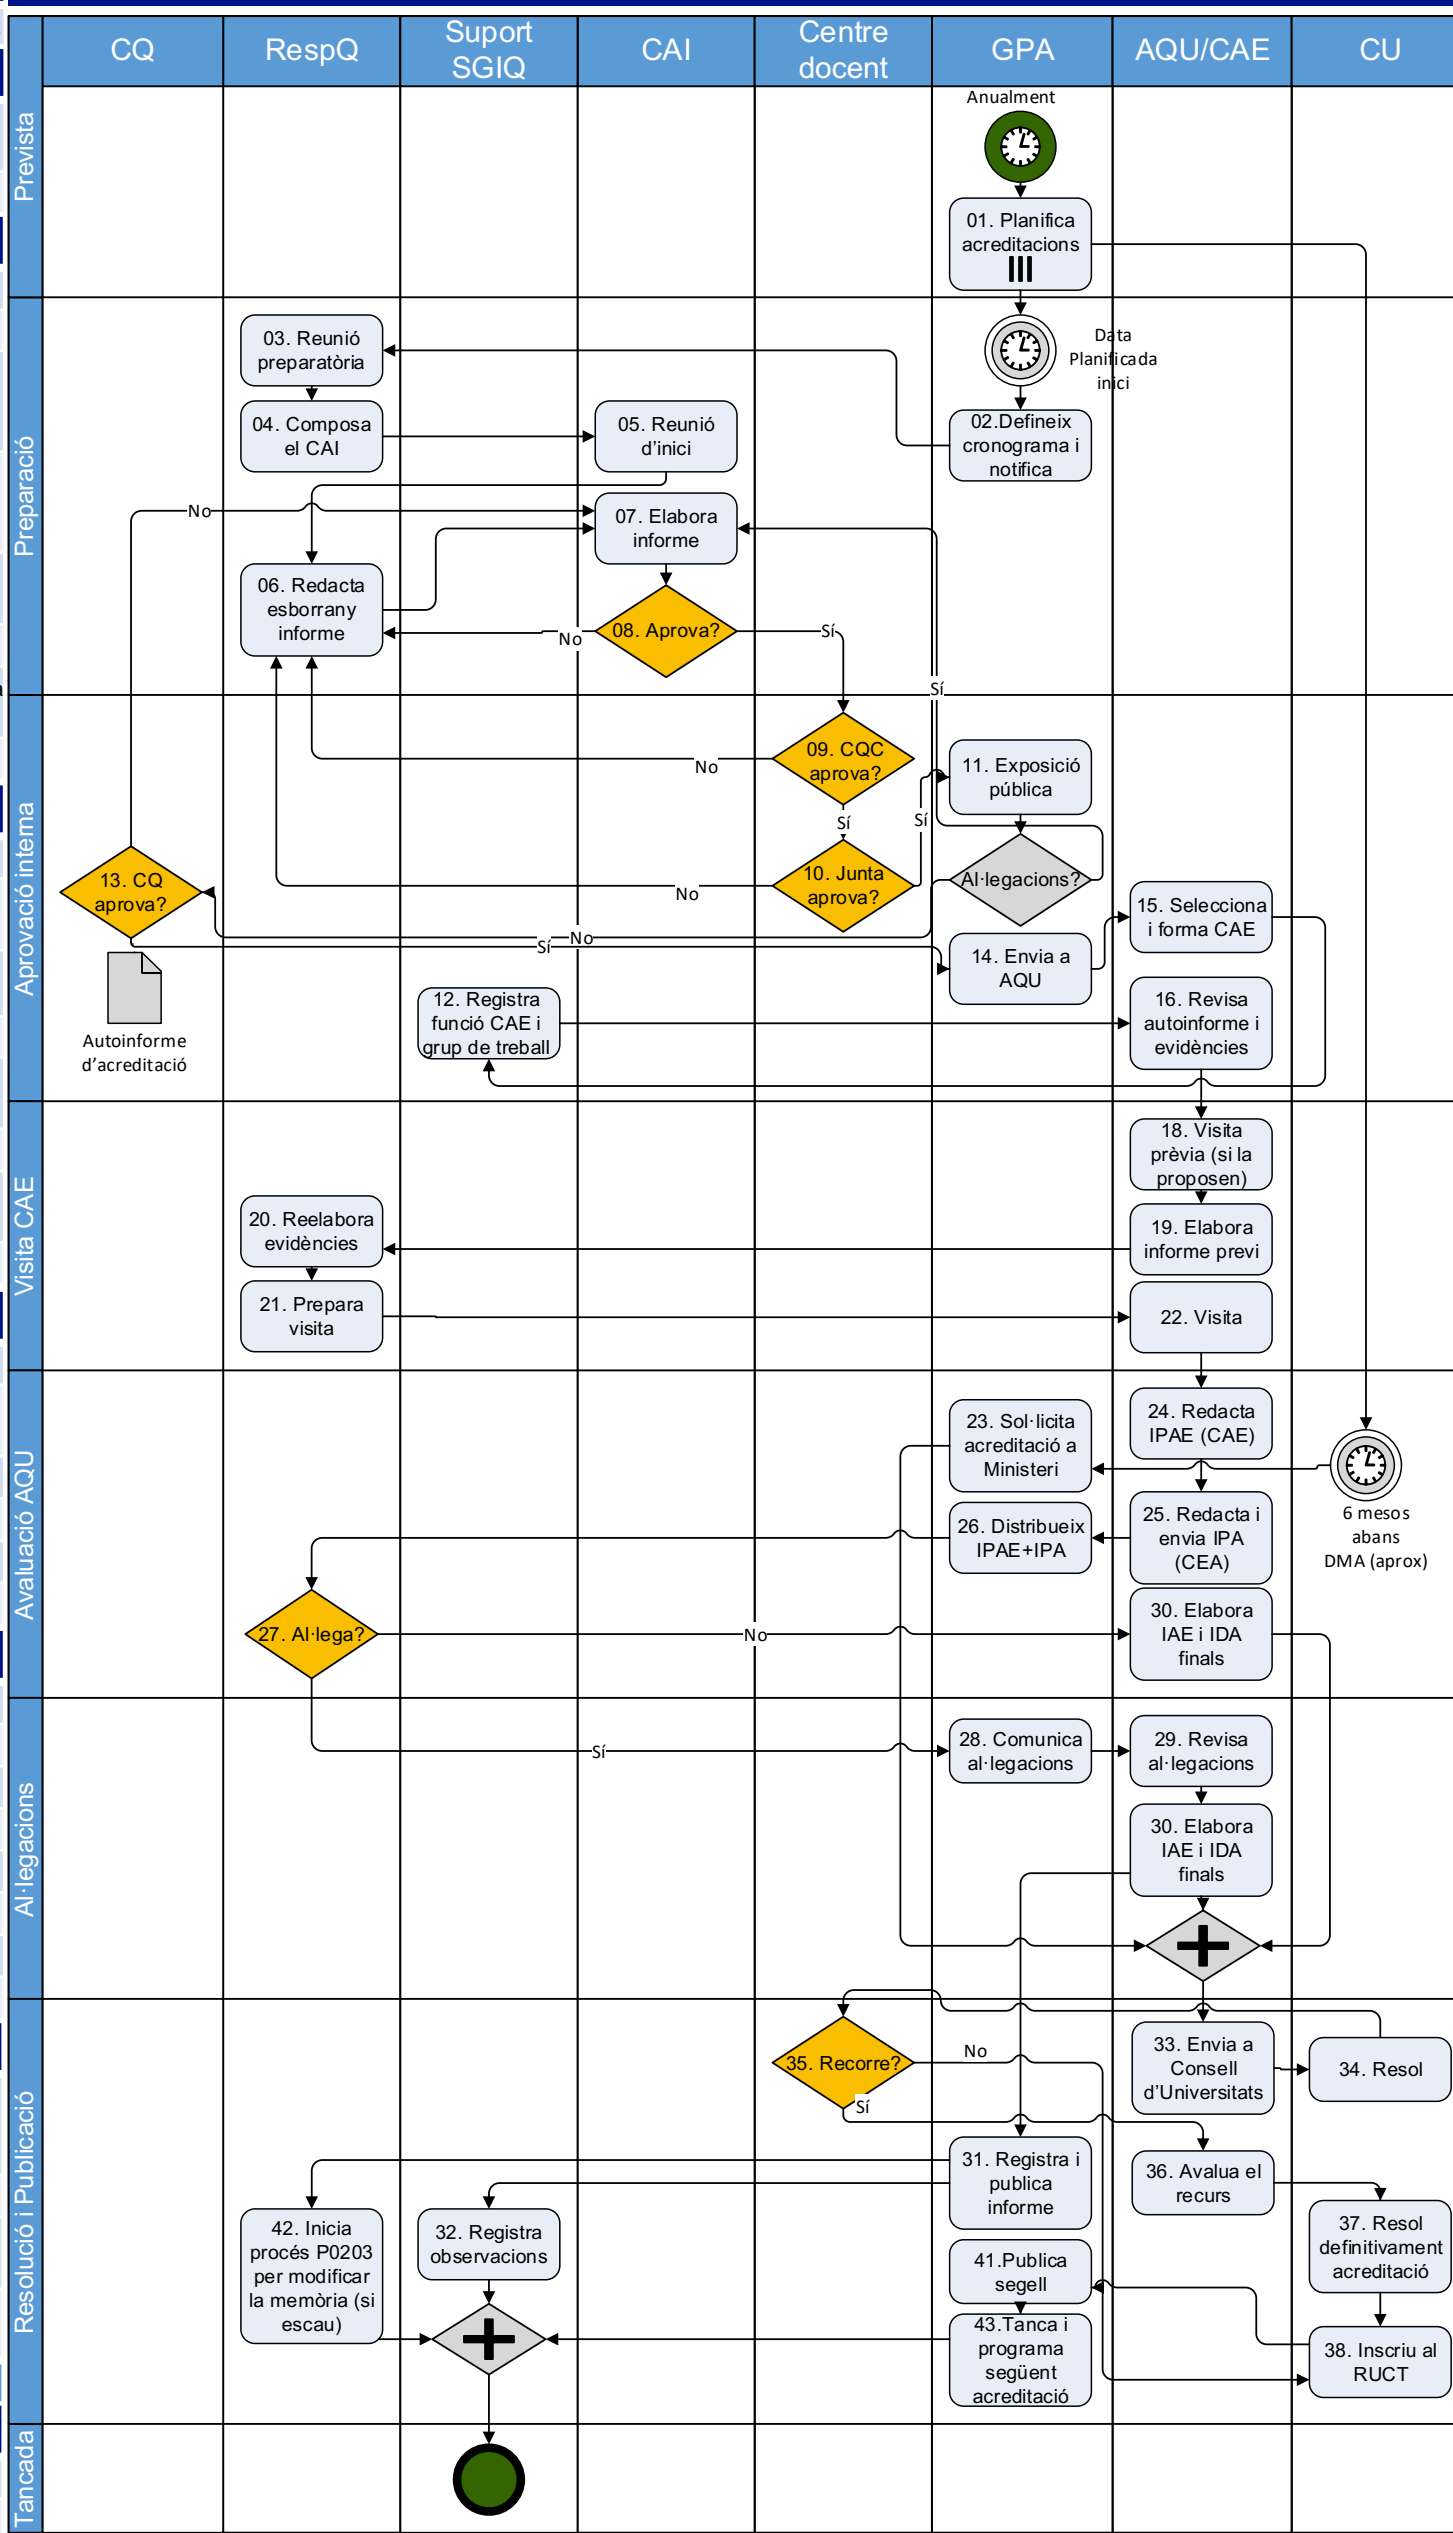 CQ
RespQ
Suport
SGIQ
CAI
Centre
docent
GPA
AQU/CAE
CU
Prevista
Anualment
01. Planifica
acreditacions
Preparació
03. Reunió
preparatòria
Data
Planificada
inici
04. Composa
el CAI
05. Reunió
d'inici
02.Defineix
cronograma i
notifica
No
07. Elabora
informe
06. Redacta
esborrany
informe
No
08. Aprova?
Sí
Sí
Aprovació interna
09. CQC
aprova?
No
11. Exposició
pública
Sí
Sí
13. CQ
aprova?
10. Junta
aprova?
No
Al·legacions?
15. Selecciona
i forma CAE
Sí
No
14. Envia a
AQU
Autoinforme
d'acreditació
12. Registra
funció CAE i
grup de treball
16. Revisa
autoinforme i
evidències
Visita CAE
18. Visita
prèvia (si la
proposen)
20. Reelabora
evidències
19. Elabora
informe previ
21. Prepara
visita
22. Visita
Avaluació AQU
23. Sol·licita
acreditació a
Ministeri
24. Redacta
IPAE (CAE)
6 mesos
abans
DMA (aprox)
26. Distribueix
IPAE+IPA
25. Redacta i
envia IPA
(CEA)
27. Al·lega?
No
30. Elabora
IAE i IDA
finals
Al·legacions
Sí
28. Comunica
al·legacions
29. Revisa
al·legacions
30. Elabora
IAE i IDA
finals
Resolució i Publicació
35. Recorre?
No
Sí
33. Envia a
Consell
d'Universitats
34. Resol
31. Registra i
publica
informe
36. Avalua el
recurs
42. Inicia
procés P0203
per modificar
la memòria (si
escau)
32. Registra
observacions
37. Resol
definitivament
acreditació
41.Publica
segell
43.Tanca i
programa
següent
acreditació
38. Inscriu al
RUCT
Tancada